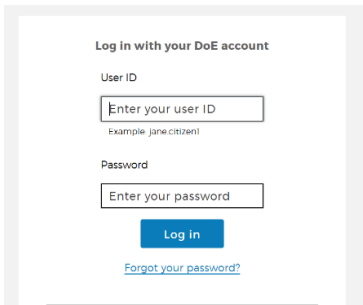 Log in with your DoE account
User ID
Enter your user ID
Example: jane.citizen1
Password
Enter your password
Log in
Forgot your password?